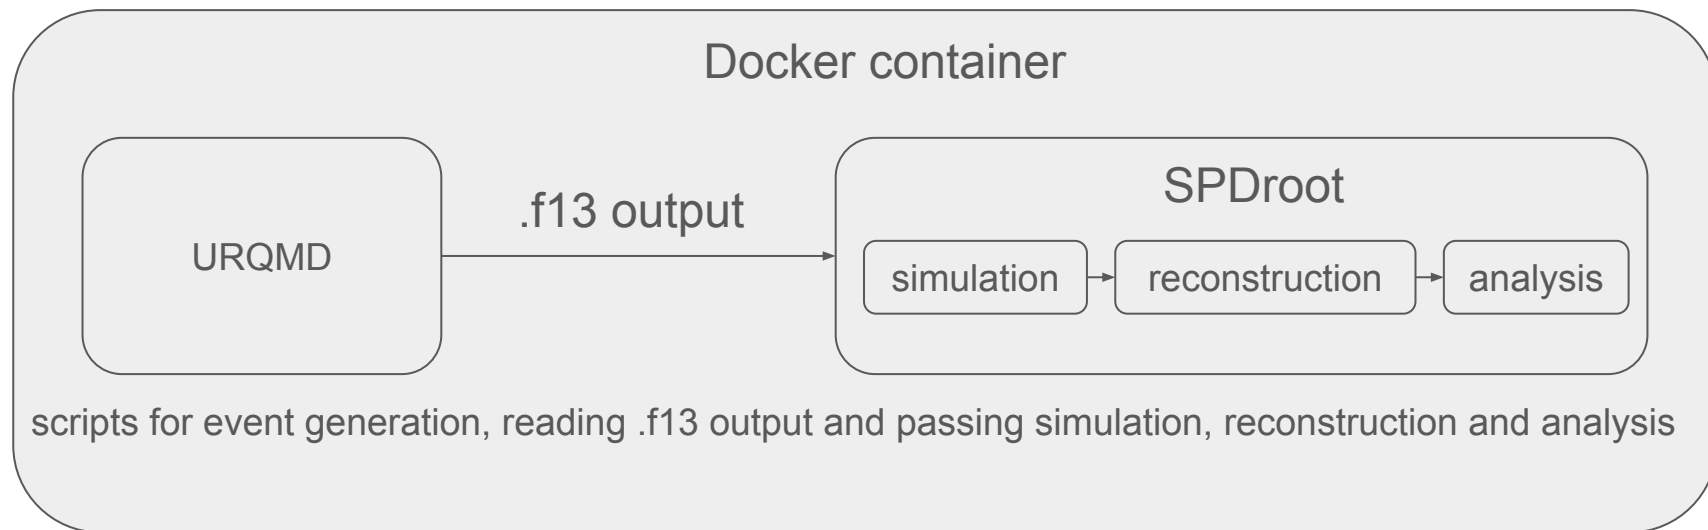 Docker container
URQMD
.f13 output
SPDroot
simulation
reconstruction
analysis
scripts for event generation, reading .f13 output and passing simulation, reconstruction and analysis